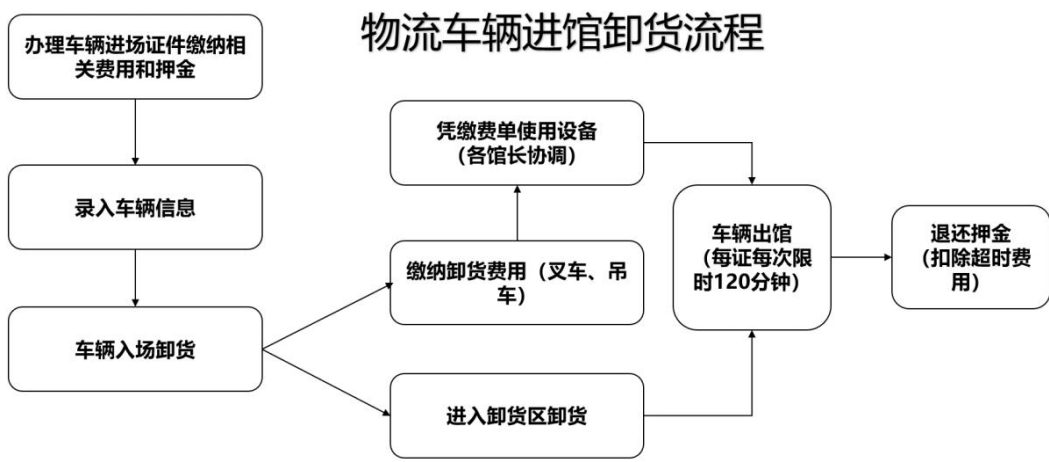 物流车辆进馆卸货流程
办理车辆进场证件缴纳相
关费用和押金
录入车辆信息
车辆入场卸货
凭缴费单使用设备
（各馆长协调）
缴纳卸货费用（叉车、吊
车）
进入卸货区卸货
车辆出馆
（每证每次限
时120分钟）
退还押金
（扣除超时费
用）